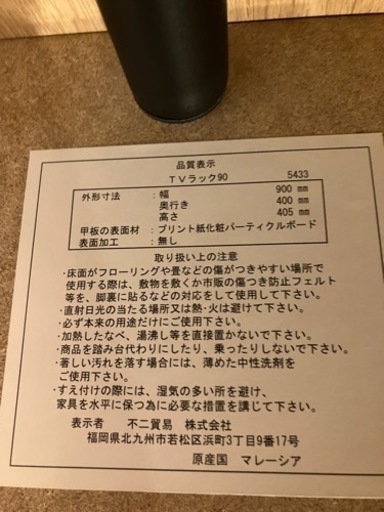 品質表示
TVラック90 5433
外形寸法 :幅 900 ㎜
奥行き 400 ㎜
高さ 405 ㎜
甲板の表面材 :プリント紙化粧パーティクルボード
表面加工 :無し
取り扱い上の注意
・床面がフローリングや畳などの傷がつきやすい場所で
使用する際は、敷物を敷くか市販の傷つき防止フェルト
等を、脚裏に貼るなどの対応をして使用して下さい。
・直射日光の当たる場所又は熱・火は避けて下さい。
・必ず本来の用途だけにご使用下さい。
・加熱したなべ、湯沸し等を直接置かないで下さい。
・商品を踏み台代わりにしたり、乗ったりしないで下さい。
・著しい汚れを落す場合には、薄めた中性洗剤を
ご使用下さい。
・すえ付けの際には、湿気の多い所を避け、
家具を水平に保つ為に必要な措置を講じて下さい。
表示者 不二貿易 株式会社
福岡県北九州市若松区浜町3丁目9番17号
原産国 マレーシア